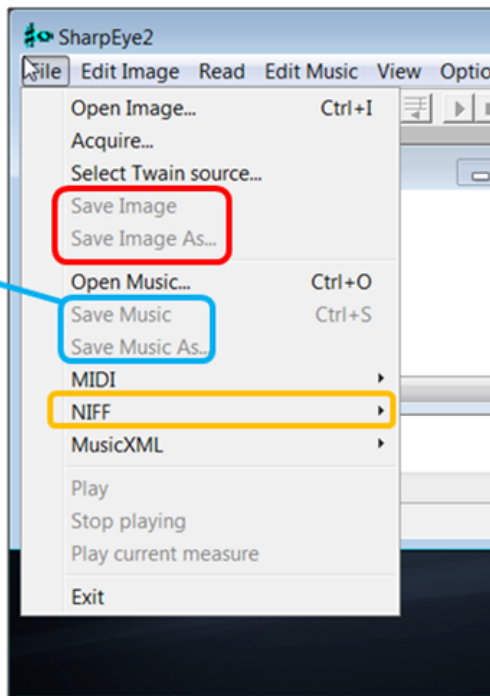 SharpEye2
File Edit Image Read Edit Music View Optio
Open Image... Ctrl+I
Acquire...
Select Twain source...
Save Image
Save Image As...
Open Music... Ctrl+O
Save Music Ctrl+S
Save Music As...
MIDI
NIFF
MusicXML
Play
Stop playing
Play current measure
Exit